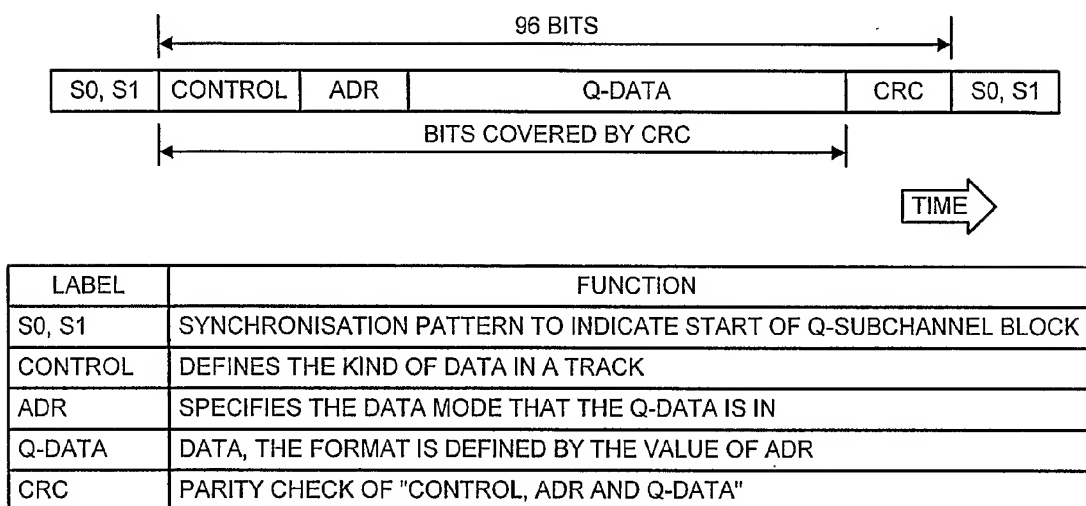 96 BITS
S0, S1 CONTROL ADR Q-DATA CRC S0, S1
BITS COVERED BY CRC
TIME
LABEL FUNCTION
S0, S1 SYNCHRONISATION PATTERN TO INDICATE START OF Q-SUBCHANNEL BLOCK
CONTROL DEFINES THE KIND OF DATA IN A TRACK
ADR SPECIFIES THE DATA MODE THAT THE Q-DATA IS IN
Q-DATA DATA, THE FORMAT IS DEFINED BY THE VALUE OF ADR
CRC PARITY CHECK OF "CONTROL, ADR AND Q-DATA"